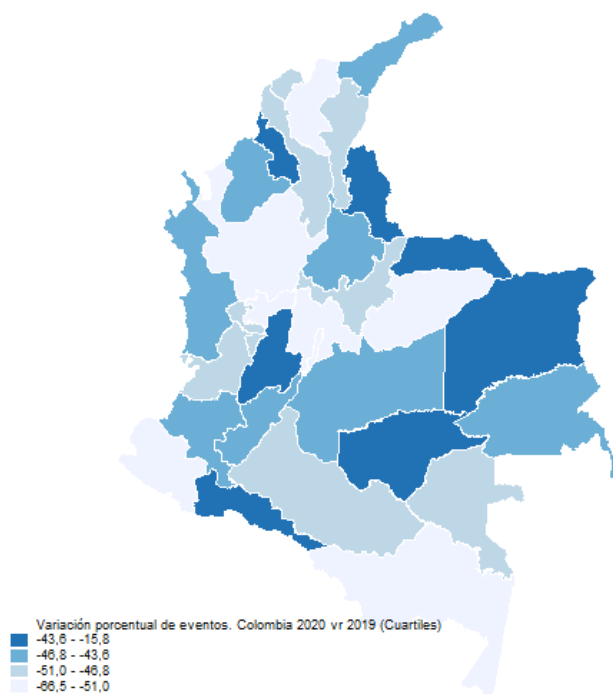 Variación porcentual de eventos. Colombia 2020 vr 2019 (Cuartiles)
-43,6 - -15,8
-46,8 - -43,6
-51,0 - -46,8
-66,5 - -51,0